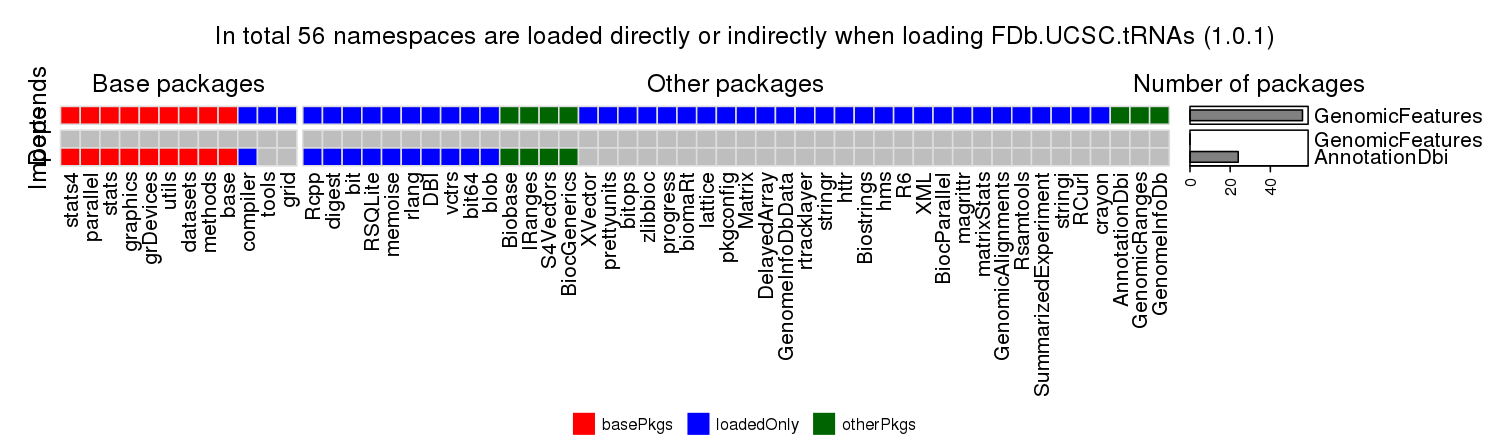 In total 56 namespaces are loaded directly or indirectly when loading FDb.UCSC.tRNAs (1.0.1)
Base packages
Other packages
Number of packages
Depends
Imports
GenomicFeatures
GenomicFeatures
AnnotationDbi
0
20
40
stats4
parallel
stats
graphics
grDevices
utils
datasets
methods
base
compiler
tools
grid
Rcpp
digest
bit
RSQLite
memoise
rlang
DBI
vctrs
bit64
blob
Biobase
IRanges
S4Vectors
BiocGenerics
XVector
prettyunits
bitops
zlibbioc
progress
biomaRt
lattice
pkgconfig
Matrix
DelayedArray
GenomeInfoDbData
rtracklayer
stringr
httr
Biostrings
hms
R6
XML
BiocParallel
magrittr
matrixStats
GenomicAlignments
Rsamtools
SummarizedExperiment
stringi
RCurl
crayon
AnnotationDbi
GenomicRanges
GenomeInfoDb
basePkgs
loadedOnly
otherPkgs